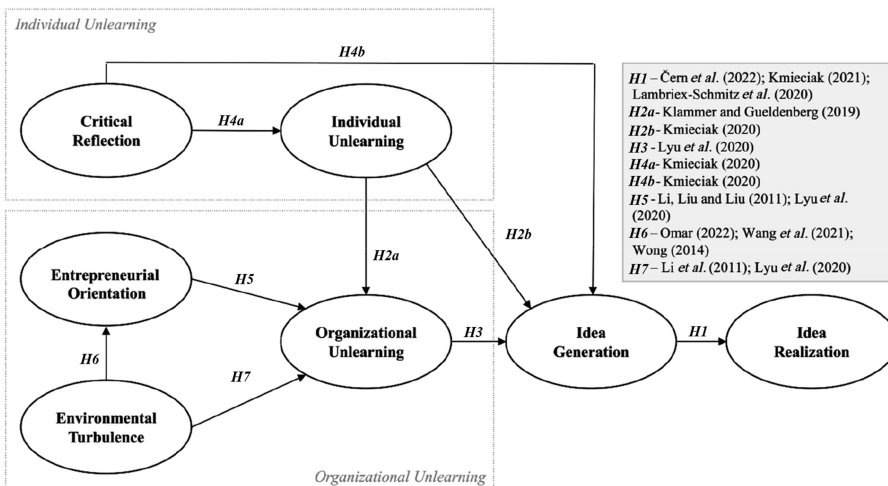 Individual Unlearning
H4b
Critical
Reflection
H4a
Individual
Unlearning
H1 – Čern et al. (2022); Kmieciak (2021);
Lambriex-Schmitz et al. (2020)
H2a- Klammer and Gueldenberg (2019)
H2b- Kmieciak (2020)
H3- Lyu et al. (2020)
H4a- Kmieciak (2020)
H4b- Kmieciak (2020)
H5 -Li, Liu and Liu (2011); Lyu et al.
(2020)
H6 – Omar (2022); Wang et al. (2021);
Wong (2014)
H7 – Li et al. (2011); Lyu et al. (2020)
H2a
H2b
Entrepreneurial
Orientation
H5
Organizational
Unlearning
H3
Idea
Generation
H1
Idea
Realization
H6
H7
Environmental
Turbulence
Organizational Unlearning